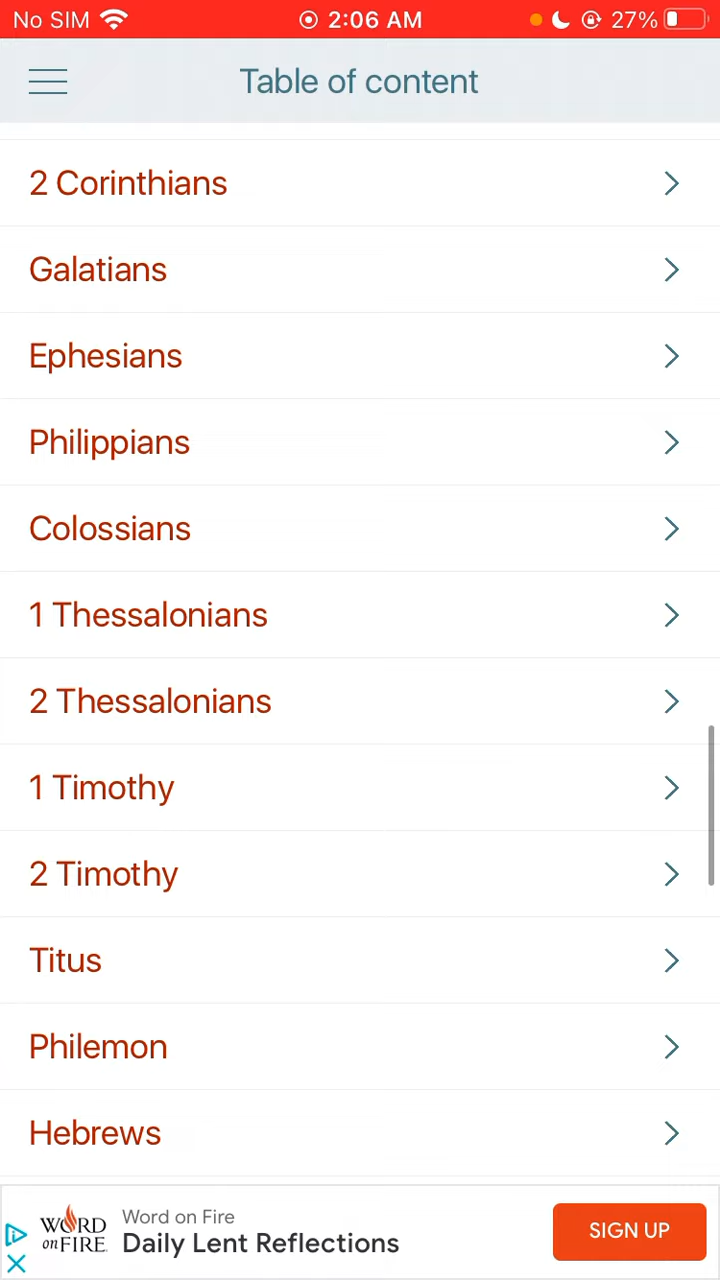 No SIM 2:06 AM 27%
Table of content
2 Corinthians
Galatians
Ephesians
Philippians
Colossians
1 Thessalonians
2 Thessalonians
1 Timothy
2 Timothy
Titus
Philemon
Hebrews
WORD
on FIRE
Word on Fire
Daily Lent Reflections
SIGN UP